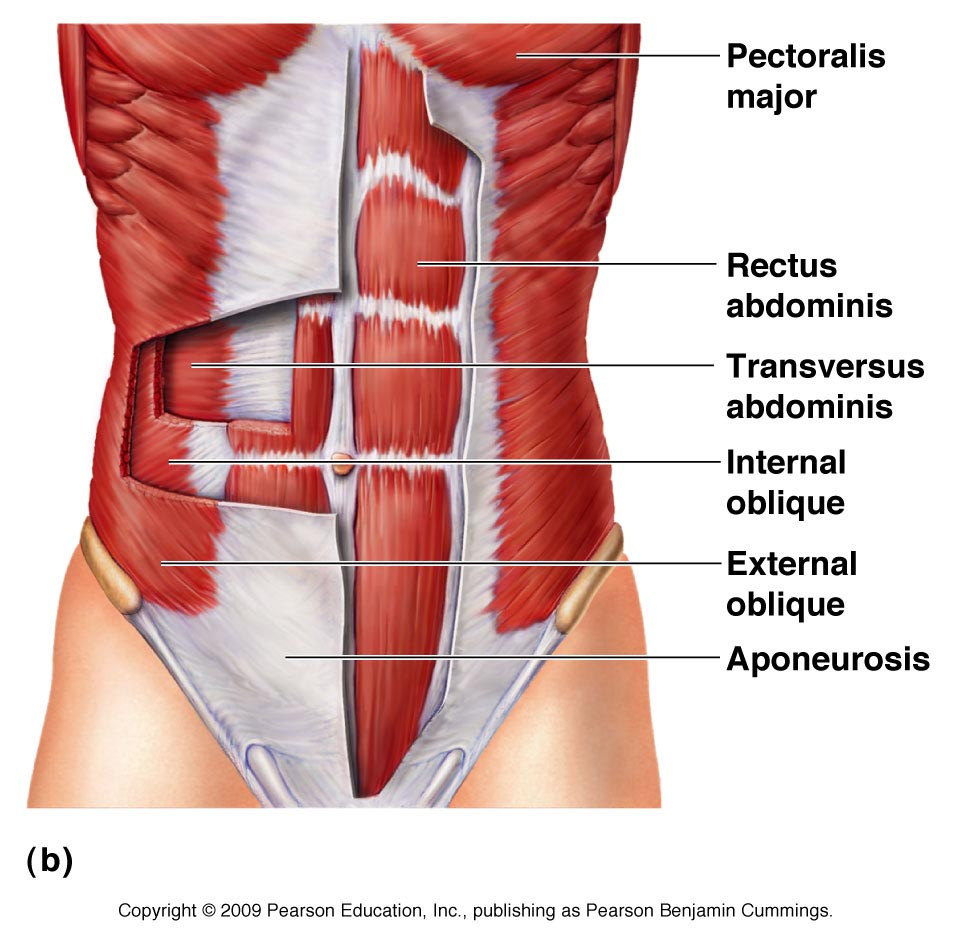 Pectoralis
major
Rectus
abdominis
Transversus
abdominis
Internal
oblique
External
oblique
Aponeurosis
(b)
Copyright © 2009 Pearson Education, Inc., publishing as Pearson Benjamin Cummings.